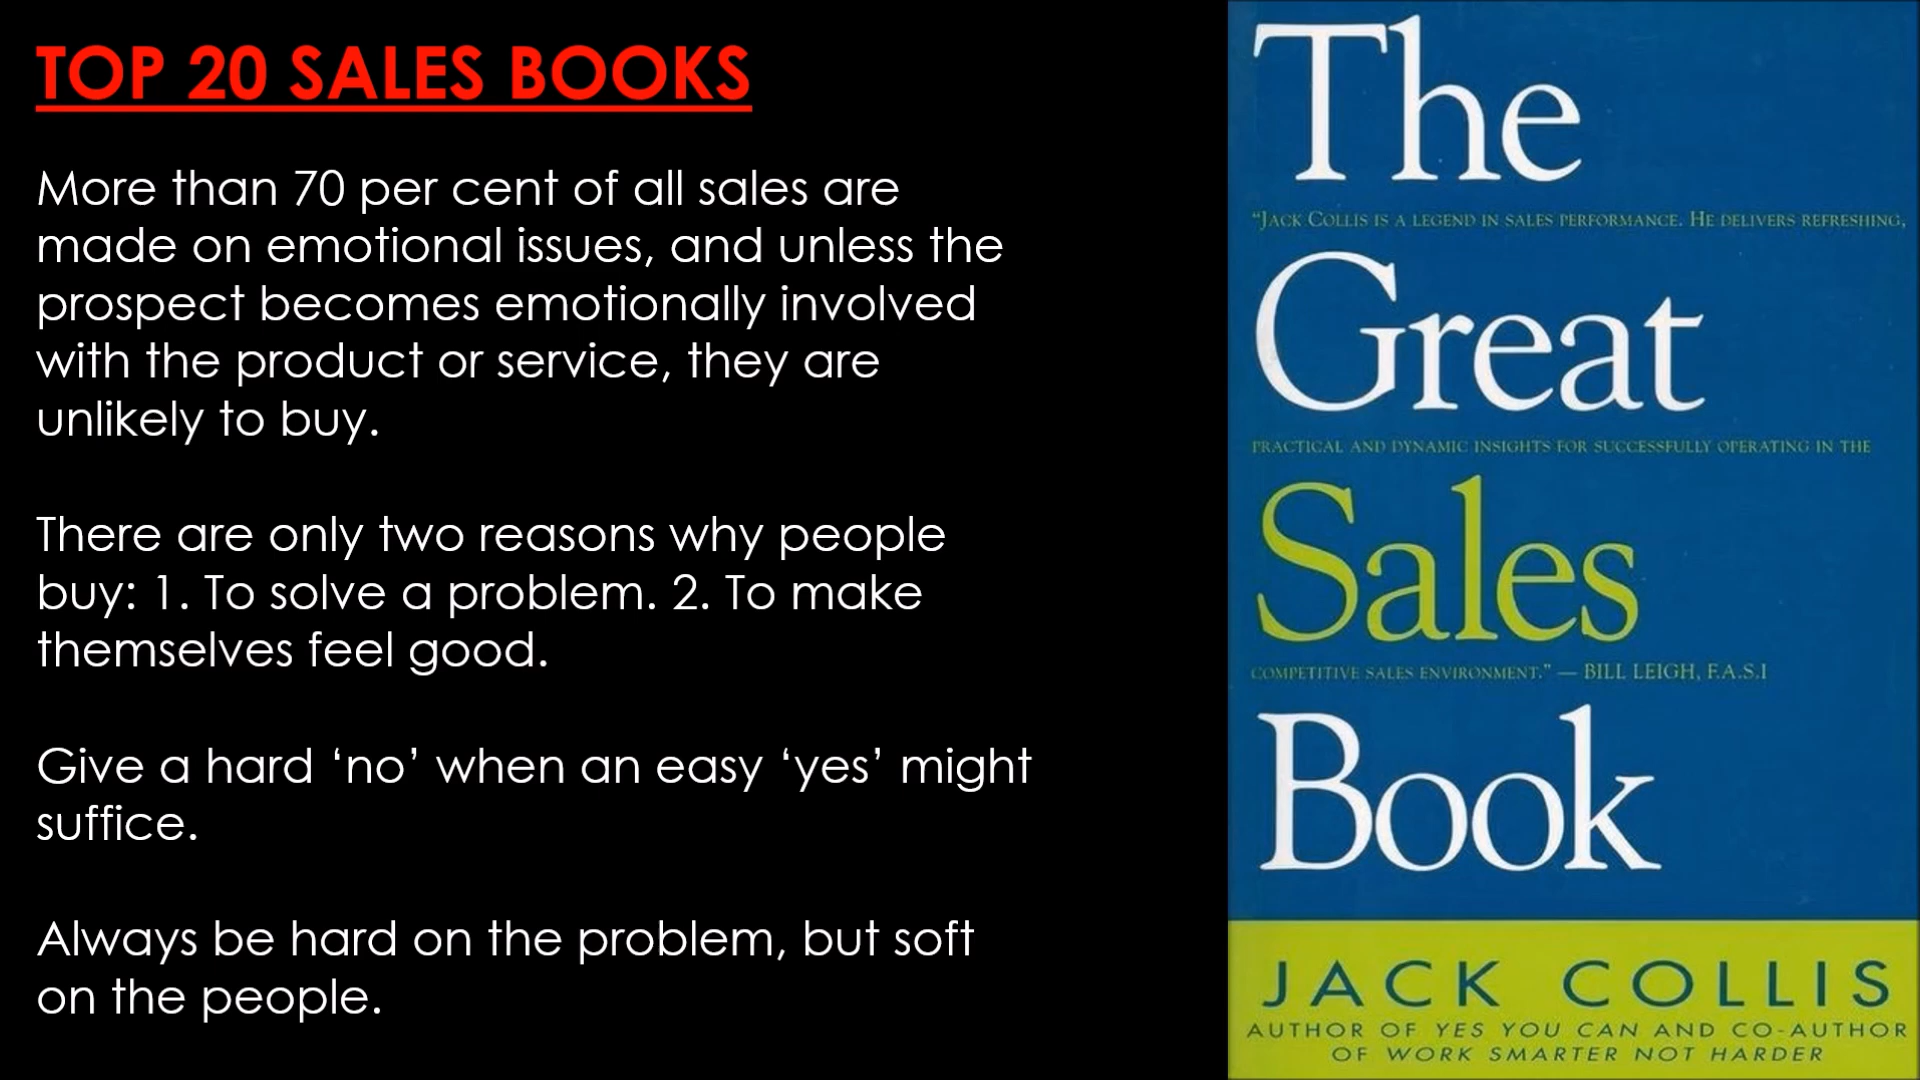 TOP 20 SALES BOOKS
More than 70 per cent of all sales are
made on emotional issues, and unless the
prospect becomes emotionally involved
with the product or service, they are
unlikely to buy.
There are only two reasons why people
buy: 1. To solve a problem. 2. To make
themselves feel good.
Give a hard ‘no’ when an easy ‘yes’ might
suffice.
Always be hard on the problem, but soft
on the people.
The
“JACK COLLIS IS A LEGEND IN SALES PERFORMANCE. HE DELIVERS REFRESHING,
Great
PRACTICAL AND DYNAMIC INSIGHTS FOR SUCCESSFULLY OPERATING IN THE
Sales
COMPETITIVE SALES ENVIRONMENT.” — BILL LEIGH, F.A.S.I
Book
JACK COLLIS
AUTHOR OF YES YOU CAN AND CO-AUTHOR
OF WORK SMARTER NOT HARDER